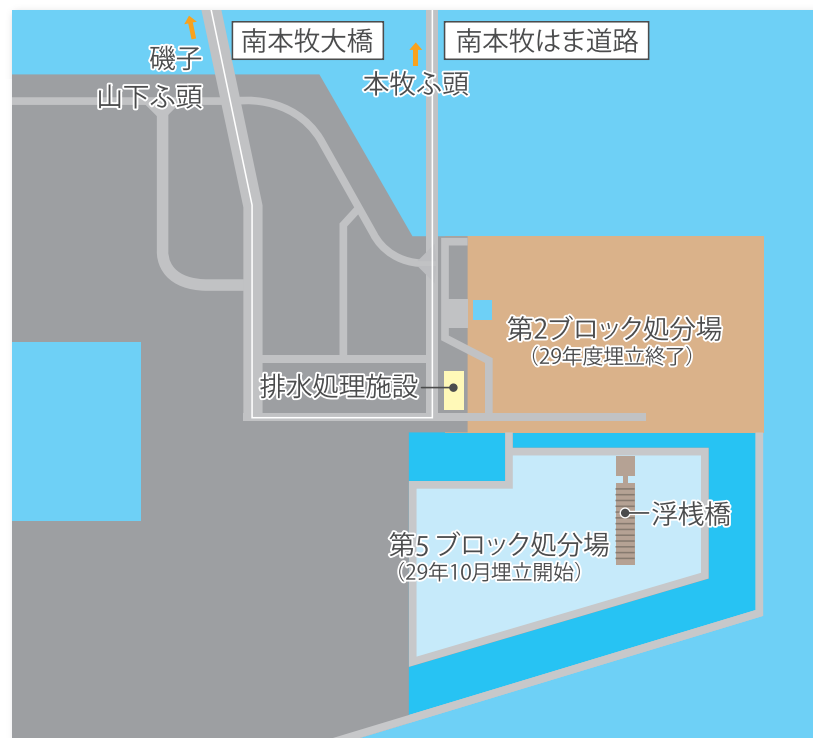 南本牧大橋
南本牧はま道路
磯子
山下ふ頭
本牧ふ頭
第2ブロック処分場
（29年度埋立終了）
排水処理施設
浮桟橋
第5ブロック処分場
（29年10月埋立開始）